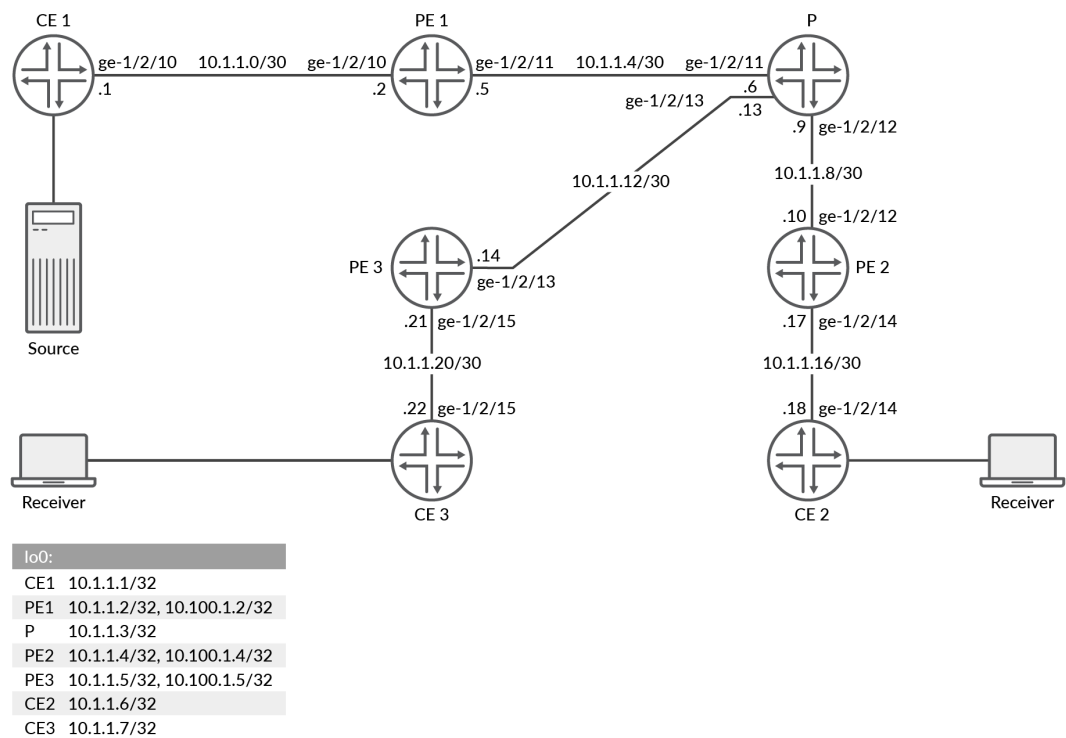 CE 1
PE 1
P
ge-1/2/10 10.1.1.0/30 ge-1/2/10
ge-1/2/11 10.1.1.4/30 ge-1/2/11
.1
.2
.5
.6
ge-1/2/13
.13
.9 ge-1/2/12
10.1.1.12/30
10.1.1.8/30
.10 ge-1/2/12
PE 3
.14
ge-1/2/13
PE 2
.21 ge-1/2/15
.17 ge-1/2/14
Source
10.1.1.20/30
10.1.1.16/30
.22 ge-1/2/15
.18 ge-1/2/14
Receiver
CE 3
CE 2
Receiver
lo0:
CE1 10.1.1.1/32
PE1 10.1.1.2/32, 10.100.1.2/32
P 10.1.1.3/32
PE2 10.1.1.4/32, 10.100.1.4/32
PE3 10.1.1.5/32, 10.100.1.5/32
CE2 10.1.1.6/32
CE3 10.1.1.7/32